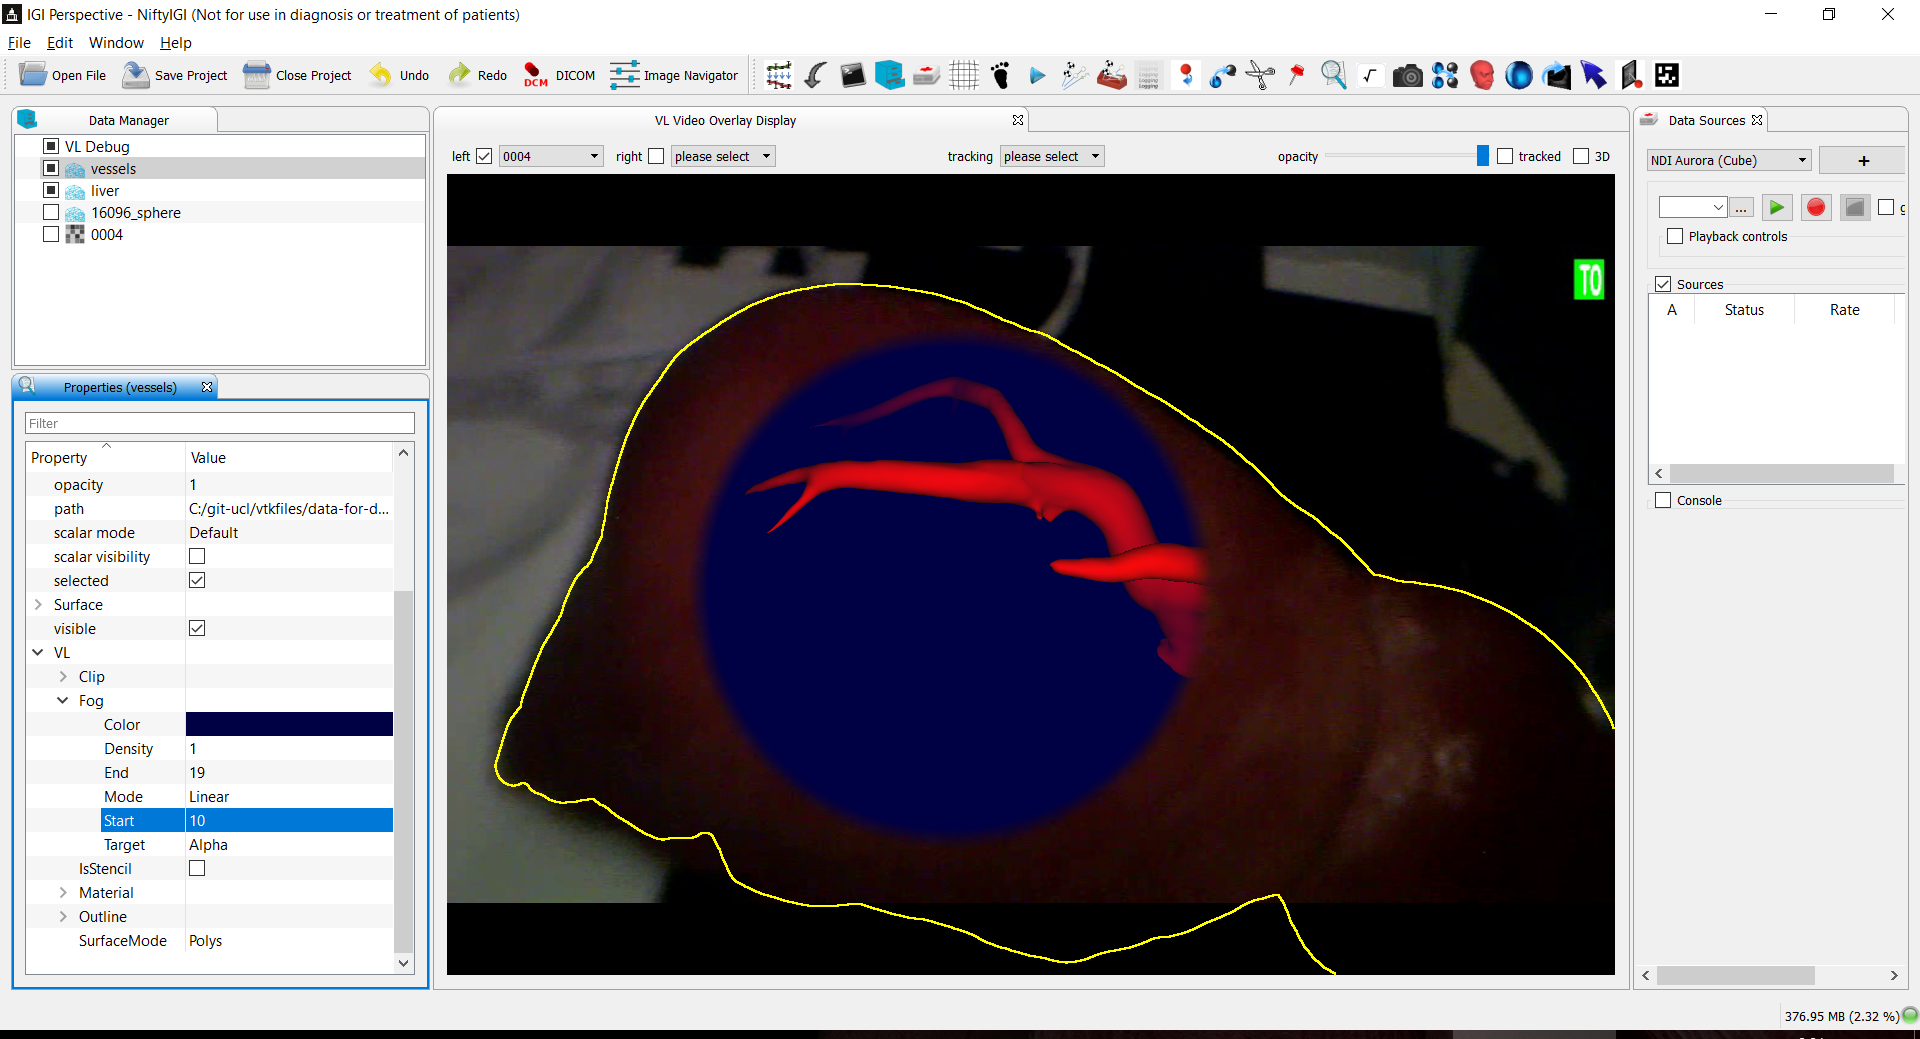 IGI Perspective - NiftyIGI (Not for use in diagnosis or treatment of patients)
File Edit Window Help
Open File Save Project Close Project Undo Redo DCM DICOM Image Navigator
Data Manager
VL Debug
vessels
liver
16096_sphere
0004
Properties (vessels)
Filter
Property Value
opacity 1
path C:/git-ucl/vtkfiles/data-for-d...
scalar mode Default
scalar visibility
selected
Surface
visible
VL
Clip
Fog
Color
Density 1
End 19
Mode Linear
Start 10
Target Alpha
IsStencil
Material
Outline
SurfaceMode Polys
VL Video Overlay Display
left 0004 right please select tracking please select opacity tracked 3D
T0
Data Sources
NDI Aurora (Cube) +
... g
Playback controls
Sources
A Status Rate
Console
376.95 MB (2.32 %)